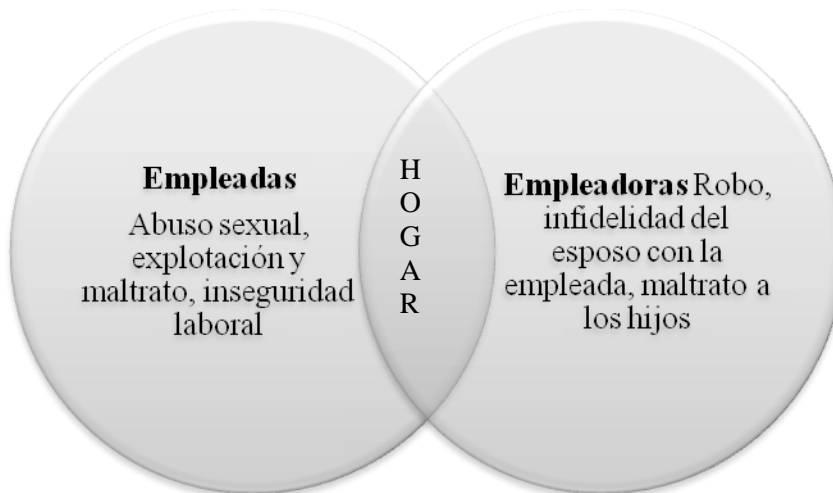 Empleadas
Abuso sexual,
explotación y
maltrato, inseguridad
laboral
H
O
G
A
R
Empleadoras Robo,
infidelidad del
esposo con la
empleada, maltrato a
los hijos